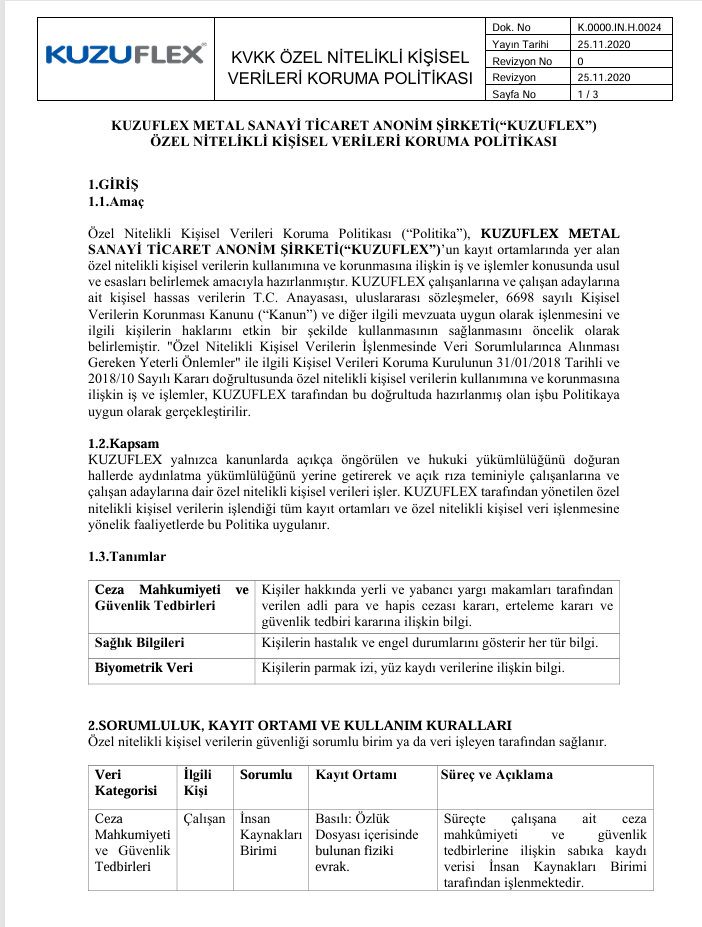 KUZUFLEX®
KVKK ÖZEL NİTELİKLİ KİŞİSEL
VERİLERİ KORUMA POLİTİKASI
Dok. No K.0000.IN.H.0024
Yayın Tarihi 25.11.2020
Revizyon No 0
Revizyon 25.11.2020
Sayfa No 1 / 3
KUZUFLEX METAL SANAYİ TİCARET ANONİM ŞİRKETİ(“KUZUFLEX”)
ÖZEL NİTELİKLİ KİŞİSEL VERİLERİ KORUMA POLİTİKASI
1.GİRİŞ
1.1.Amaç
Özel Nitelikli Kişisel Verileri Koruma Politikası (“Politika”), KUZUFLEX METAL
SANAYİ TİCARET ANONİM ŞİRKETİ(“KUZUFLEX”)’un kayıt ortamlarında yer alan
özel nitelikli kişisel verilerin kullanımına ve korunmasına ilişkin iş ve işlemler konusunda usul
ve esasları belirlemek amacıyla hazırlanmıştır. KUZUFLEX çalışanlarına ve çalışan adaylarına
ait kişisel hassas verilerin T.C. Anayasası, uluslararası sözleşmeler, 6698 sayılı Kişisel
Verilerin Korunması Kanunu (“Kanun”) ve diğer ilgili mevzuata uygun olarak işlenmesini ve
ilgili kişilerin haklarını etkin bir şekilde kullanmasının sağlanmasını öncelik olarak
belirlemiştir. "Özel Nitelikli Kişisel Verilerin İşlenmesinde Veri Sorumlularınca Alınması
Gereken Yeterli Önlemler" ile ilgili Kişisel Verileri Koruma Kurulunun 31/01/2018 Tarihli ve
2018/10 Sayılı Kararı doğrultusunda özel nitelikli kişisel verilerin kullanımına ve korunmasına
ilişkin iş ve işlemler, KUZUFLEX tarafından bu doğrultuda hazırlanmış olan işbu Politikaya
uygun olarak gerçekleştirilir.
1.2.Kapsam
KUZUFLEX yalnızca kanunlarda açıkça öngörülen ve hukuki yükümlülüğünü doğuran
hallerde aydınlatma yükümlülüğünü yerine getirerek ve açık rıza teminiyle çalışanlarına ve
çalışan adaylarına dair özel nitelikli kişisel verileri işler. KUZUFLEX tarafından yönetilen özel
nitelikli kişisel verilerin işlendiği tüm kayıt ortamları ve özel nitelikli kişisel veri işlenmesine
yönelik faaliyetlerde bu Politika uygulanır.
1.3.Tanımlar
Ceza Mahkumiyeti ve
Güvenlik Tedbirleri
Kişiler hakkında yerli ve yabancı yargı makamları tarafından
verilen adli para ve hapis cezası kararı, erteleme kararı ve
güvenlik tedbiri kararına ilişkin bilgi.
Sağlık Bilgileri Kişilerin hastalık ve engel durumlarını gösterir her tür bilgi.
Biyometrik Veri Kişilerin parmak izi, yüz kaydı verilerine ilişkin bilgi.
2.SORUMLULUK, KAYIT ORTAMI VE KULLANIM KURALLARI
Özel nitelikli kişisel verilerin güvenliği sorumlu birim ya da veri işleyen tarafından sağlanır.
Veri
Kategorisi
İlgili
Kişi
Sorumlu
Kayıt Ortamı
Süreç ve Açıklama
Ceza
Mahkumiyeti
ve Güvenlik
Tedbirleri
Çalışan
İnsan
Kaynakları
Birimi
Basılı: Özlük
Dosyası içerisinde
bulunan fiziki
evrak.
Süreçte çalışana ait ceza
mahkûmiyeti ve güvenlik
tedbirlerine ilişkin sabıka kaydı
verisi İnsan Kaynakları Birimi
tarafından işlenmektedir.